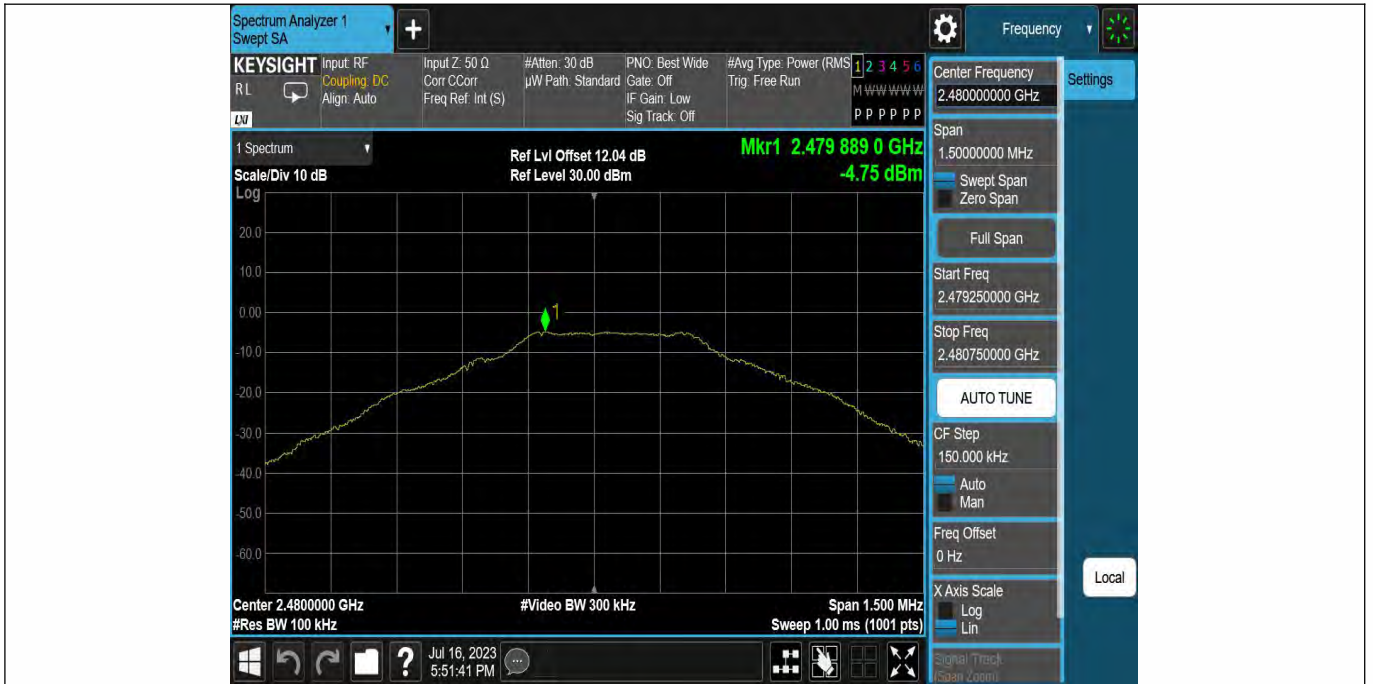 Spectrum Analyzer 1
Swept SA
Frequency
KEYSIGHT
RL
LXI
Input: RF
Coupling: DC
Align: Auto
Input Z: 50 Ω
Corr CCorr
Freq Ref: Int (S)
#Atten: 30 dB
µW Path: Standard
PNO: Best Wide
Gate: Off
IF Gain: Low
Sig Track: Off
#Avg Type: Power (RMS
Trig: Free Run
1 2 3 4 5 6
M W W W W W
P P P P P P
1 Spectrum
Scale/Div 10 dB
Ref Lvl Offset 12.04 dB
Ref Level 30.00 dBm
Mkr1 2.479 889 0 GHz
-4.75 dBm
Log
20.0
10.0
0.00
-10.0
-20.0
-30.0
-40.0
-50.0
-60.0
1
Center 2.4800000 GHz
#Res BW 100 kHz
#Video BW 300 kHz
Span 1.500 MHz
Sweep 1.00 ms (1001 pts)
Center Frequency
2.480000000 GHz
Settings
Span
1.50000000 MHz
Swept Span
Zero Span
Full Span
Start Freq
2.479250000 GHz
Stop Freq
2.480750000 GHz
AUTO TUNE
CF Step
150.000 kHz
Auto
Man
Freq Offset
0 Hz
X Axis Scale
Log
Lin
Local
Signal Track
(Span Zoom)
?
Jul 16, 2023
5:51:41 PM